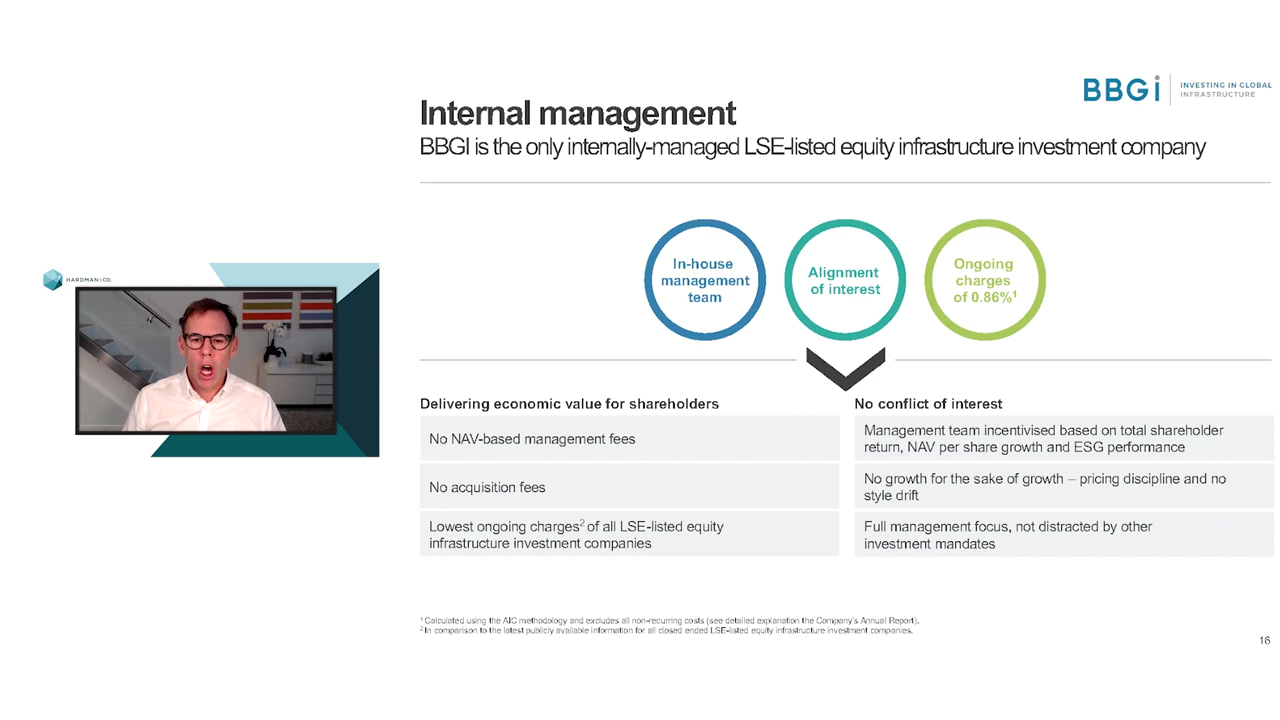 BBGi
INVESTING IN GLOBAL
INFRASTRUCTURE
Internal management
BBGI is the only internally-managed LSE-listed equity infrastructure investment company
HARDMAN&CO.
In-house
management
team
Alignment
of interest
Ongoing
charges
of 0.86%¹
Delivering economic value for shareholders
No NAV-based management fees
No acquisition fees
Lowest ongoing charges² of all LSE-listed equity
infrastructure investment companies
No conflict of interest
Management team incentivised based on total shareholder
return, NAV per share growth and ESG performance
No growth for the sake of growth – pricing discipline and no
style drift
Full management focus, not distracted by other
investment mandates
¹ Calculated using the AIC methodology and excludes all non-recurring costs (see detailed explanation the Company's Annual Report).
² In comparison to the latest publicly available information for all closed ended LSE-listed equity infrastructure investment companies.
16